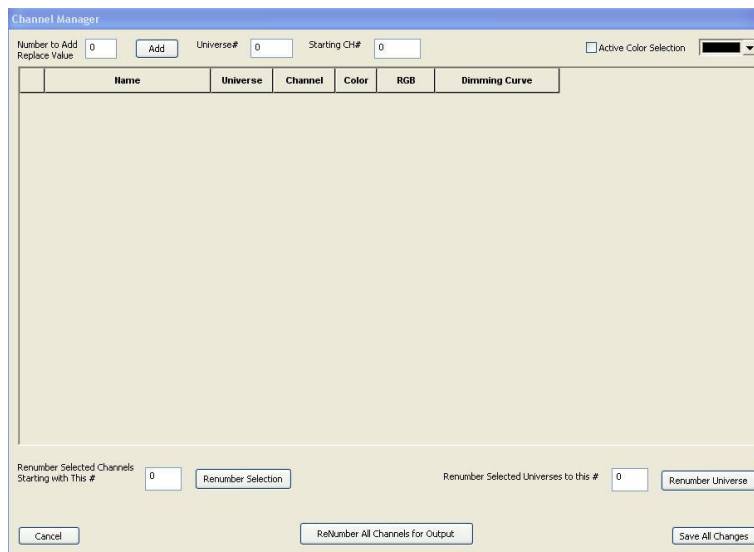 Channel Manager
Number to Add
Replace Value
0
Add
Universe#
0
Starting CH#
0
Active Color Selection
Name Universe Channel Color RGB Dimming Curve
Renumber Selected Channels
Starting with This #
0
Renumber Selection
Renumber Selected Universes to this #
0
Renumber Universe
Cancel
ReNumber All Channels for Output
Save All Changes